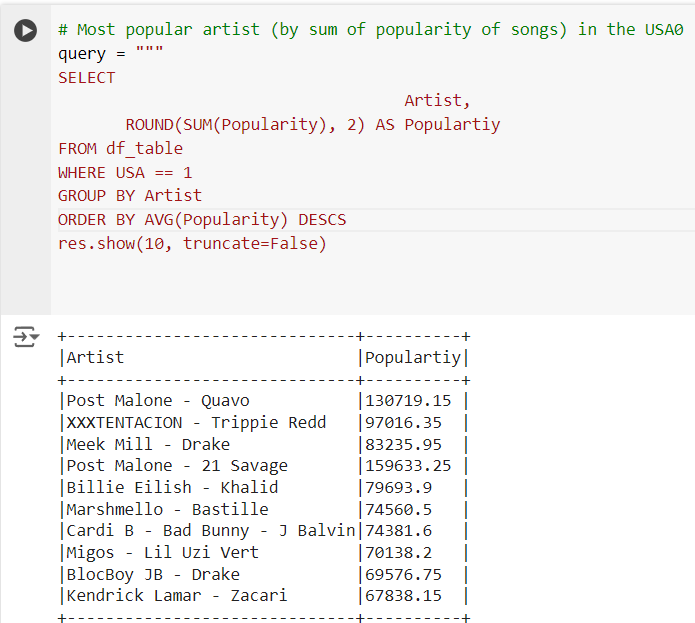 # Most popular artist (by sum of popularity of songs) in the USA0
query = """
SELECT
Artist,
ROUND(SUM(Popularity), 2) AS Populartiy
FROM df_table
WHERE USA == 1
GROUP BY Artist
ORDER BY AVG(Popularity) DESCS
res.show(10, truncate=False)
+------------------------------+----------+
|Artist                        |Populartiy|
+------------------------------+----------+
|Post Malone - Quavo           |130719.15 |
|XXXTENTACION - Trippie Redd   |97016.35  |
|Meek Mill - Drake             |83235.95  |
|Post Malone - 21 Savage       |159633.25 |
|Billie Eilish - Khalid        |79693.9   |
|Marshmello - Bastille         |74560.5   |
|Cardi B - Bad Bunny - J Balvin|74381.6   |
|Migos - Lil Uzi Vert          |70138.2   |
|BlocBoy JB - Drake            |69576.75  |
|Kendrick Lamar - Zacari       |67838.15  |
+------------------------------+----------+